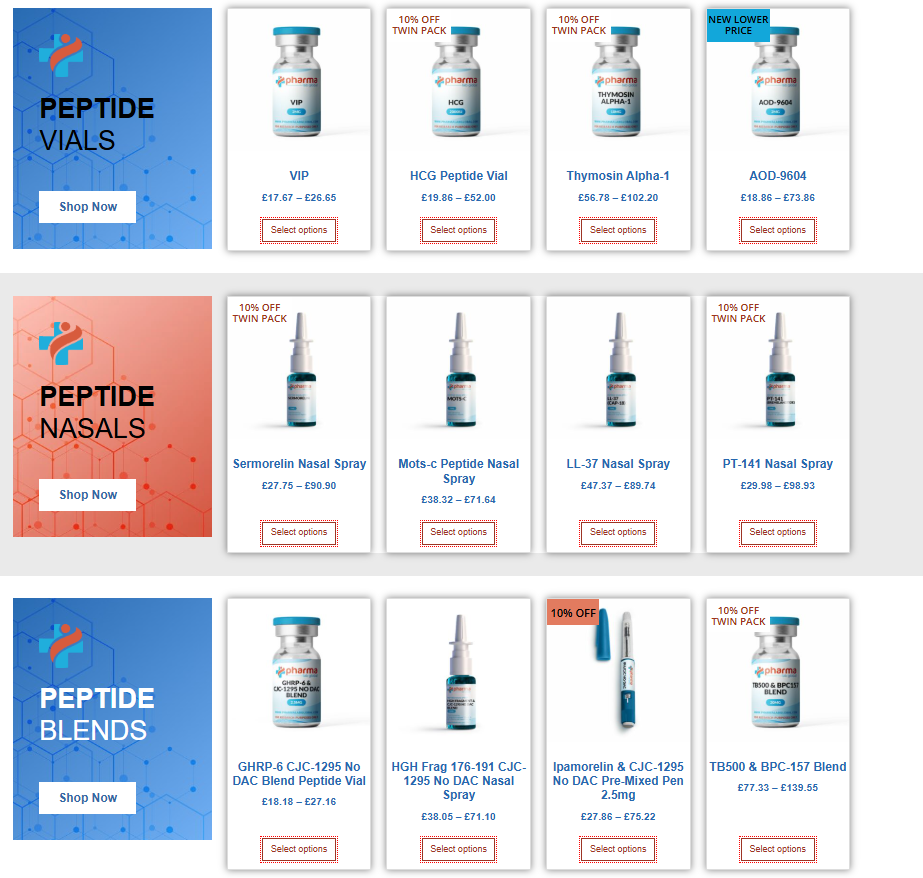 PEPTIDE
VIALS
Shop Now
pharma
VIP
VIP
£17.67 – £26.65
Select options
10% OFF
TWIN PACK
pharma
HCG
HCG Peptide Vial
£19.86 – £52.00
Select options
10% OFF
TWIN PACK
pharma
THYMOSIN
ALPHA-1
Thymosin Alpha-1
£56.78 – £102.20
Select options
NEW LOWER
PRICE
pharma
AOD-9604
AOD-9604
£18.86 – £73.86
Select options
PEPTIDE
NASALS
Shop Now
10% OFF
TWIN PACK
pharma
Sermorelin Nasal Spray
£27.75 – £90.90
Select options
pharma
MOTS-C
Mots-c Peptide Nasal
Spray
£38.32 – £71.64
Select options
pharma
LL-37
Nasal Spray
£47.37 – £89.74
Select options
10% OFF
TWIN PACK
pharma
PT-141
PT-141 Nasal Spray
£29.98 – £98.93
Select options
PEPTIDE
BLENDS
Shop Now
pharma
GHRP-6 &
CJC-1295 NO DAC
BLEND
GHRP-6 CJC-1295 No
DAC Blend Peptide Vial
£18.18 – £27.16
Select options
pharma
HGH Frag 176-191 CJC-
1295 No DAC Nasal
Spray
£38.05 – £71.10
Select options
10% OFF
Ipamorelin & CJC-1295
No DAC Pre-Mixed Pen
2.5mg
£27.86 – £75.22
Select options
10% OFF
TWIN PACK
pharma
TB500 & BPC157
BLEND
TB500 & BPC-157 Blend
£77.33 – £139.55
Select options